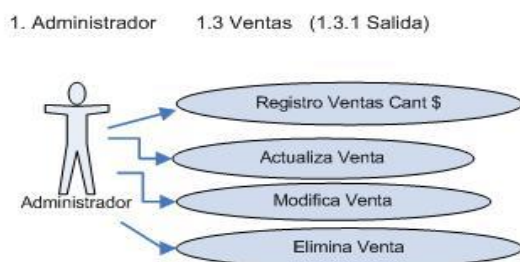 1. Administrador 1.3 Ventas (1.3.1 Salida)
Registro Ventas Cant $
Actualiza Venta
Modifica Venta
Administrador
Elimina Venta